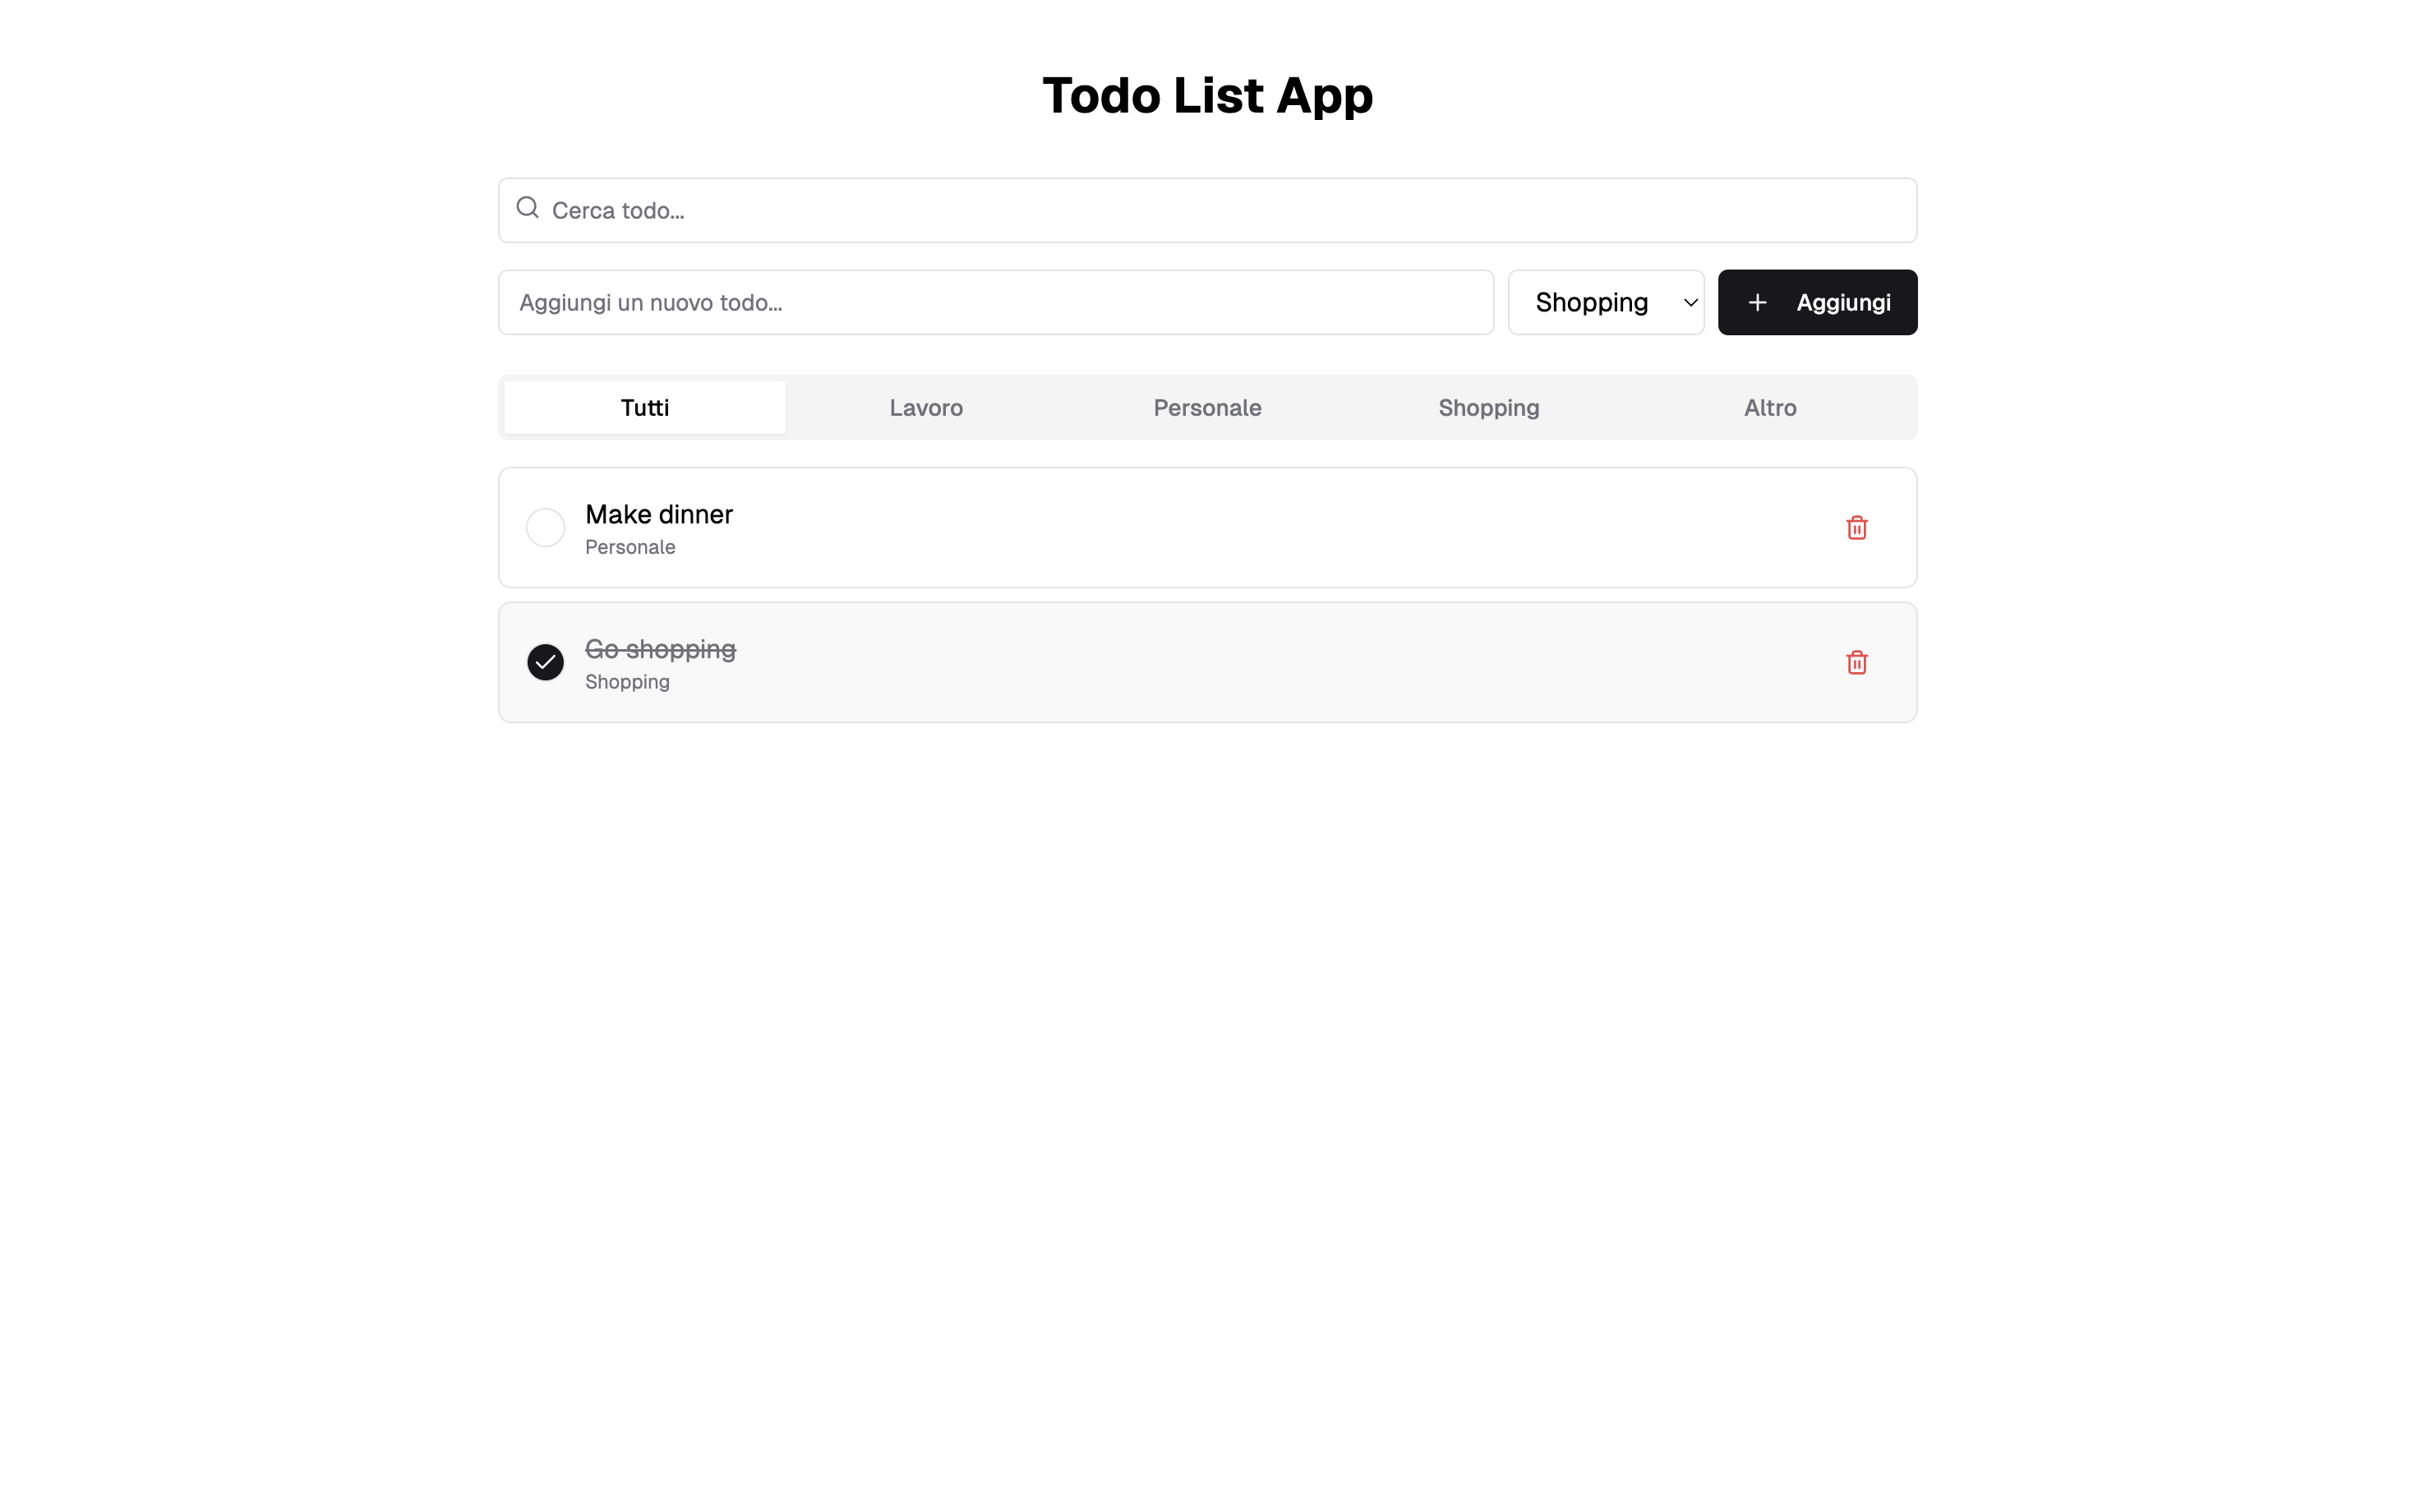 Todo List App
Cerca todo...
Aggiungi un nuovo todo...
Shopping
Aggiungi
Tutti
Lavoro
Personale
Shopping
Altro
Make dinner
Personale
Go shopping
Shopping